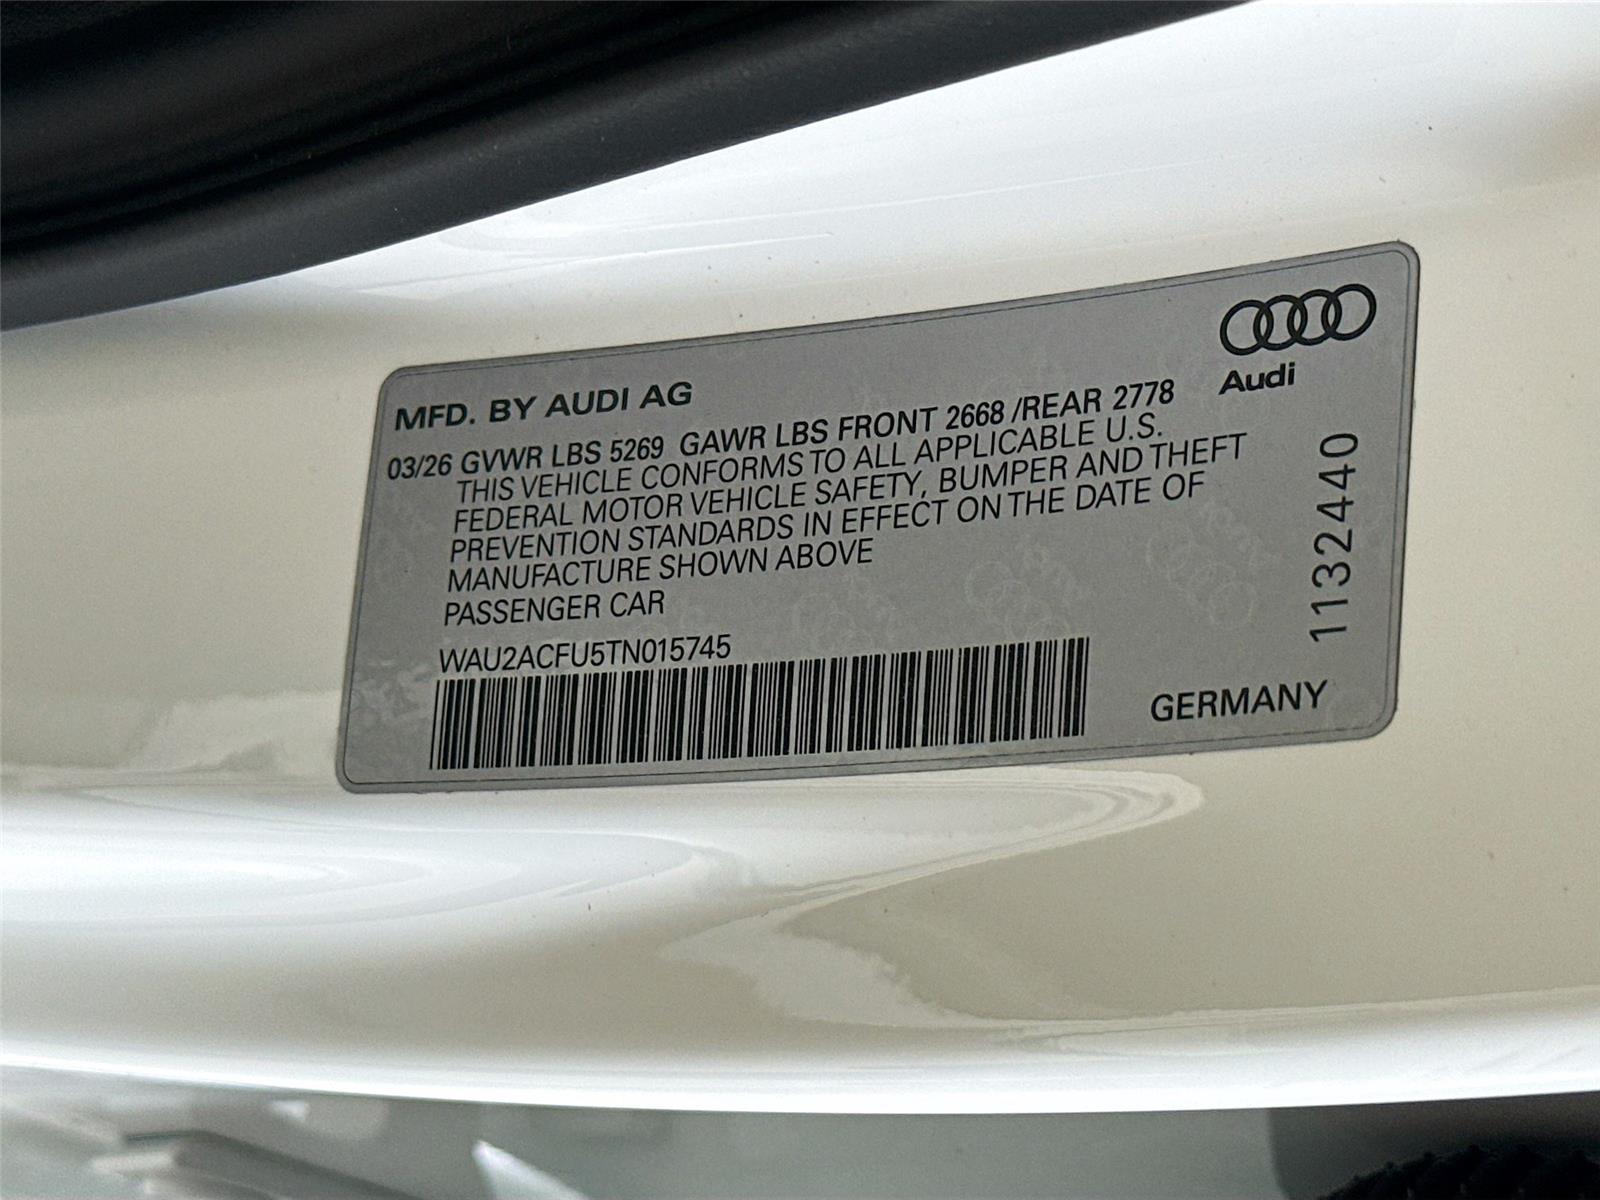 MFD. BY AUDI AG
Audi
03/26 GVWR LBS 5269 GAWR LBS FRONT 2668 /REAR 2778
THIS VEHICLE CONFORMS TO ALL APPLICABLE U.S.
FEDERAL MOTOR VEHICLE SAFETY, BUMPER AND THEFT
PREVENTION STANDARDS IN EFFECT ON THE DATE OF
MANUFACTURE SHOWN ABOVE
PASSENGER CAR
WAU2ACFU5TN015745
GERMANY
1132440